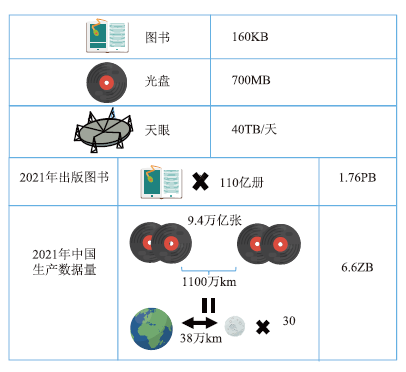 图书 160KB
光盘 700MB
天眼 40TB/天
2021年出版图书 110亿册 1.76PB
9.4万亿张
2021年中国
生产数据量
1100万km
6.6ZB
30
38万km